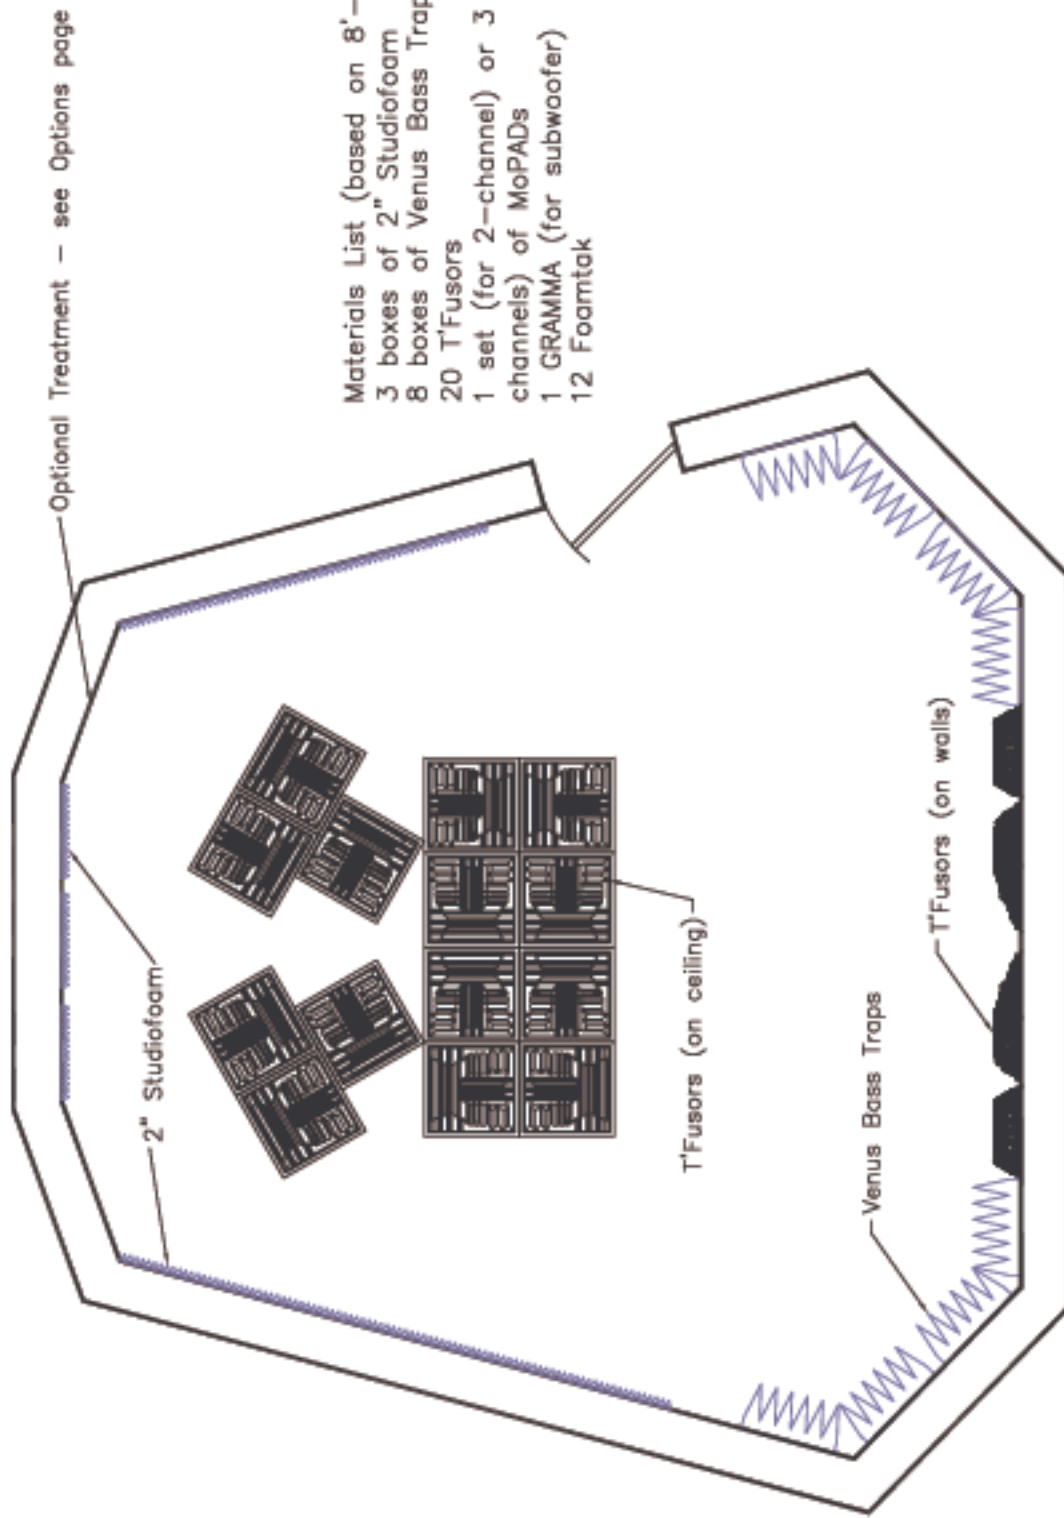 Optional Treatment – see Options page
Materials List (based on 8'-
3 boxes of 2" Studiofoam
8 boxes of Venus Bass Trap
20 T'Fusors
1 set (for 2-channel) or 3
channels) of MoPADs
1 GRAMMA (for subwoofer)
12 Foamtak
2" Studiofoam
T'Fusors (on ceiling)
T'Fusors (on walls)
Venus Bass Traps